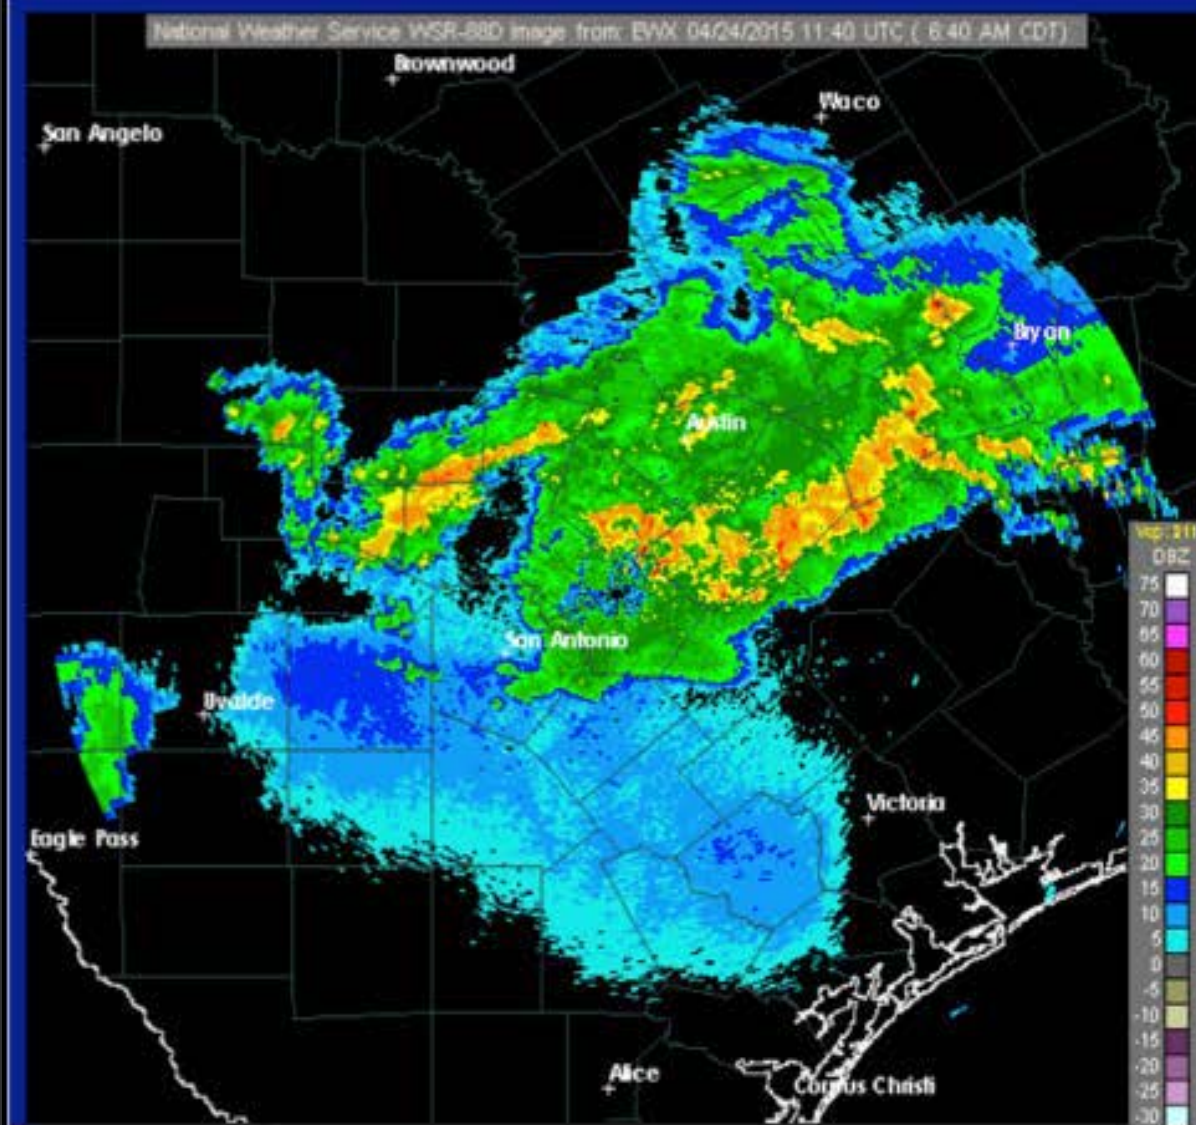 National Weather Service WSR-88D Image from: EWX 04/24/2015 11:40 UTC ( 6:40 AM CDT)
Brownwood
Waco
San Angelo
Bryan
Austin
San Antonio
Uvalde
Victoria
Eagle Pass
Alice
Corpus Christi
DBZ
75
70
65
60
55
50
45
40
35
30
25
20
15
10
5
0
-5
-10
-15
-20
-25
-30